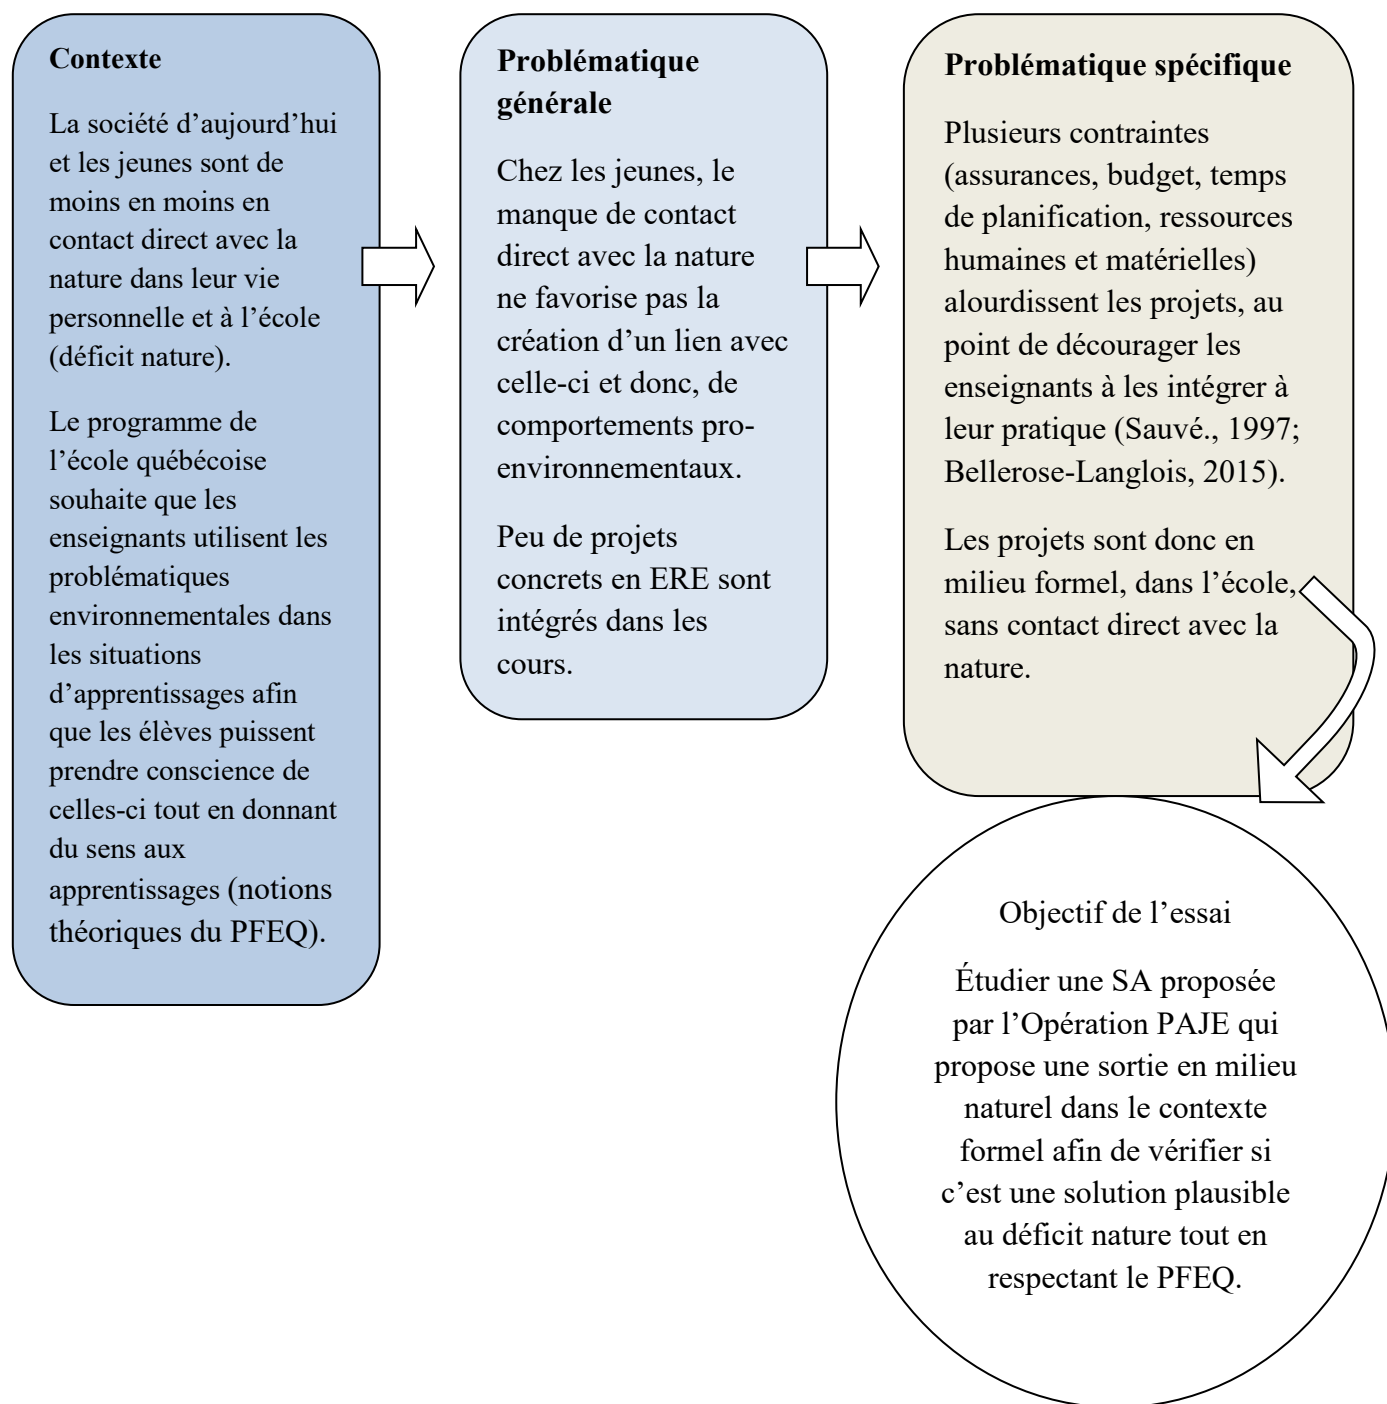 Contexte
La société d’aujourd’hui
et les jeunes sont de
moins en moins en
contact direct avec la
nature dans leur vie
personnelle et à l’école
(déficit nature).
Le programme de
l’école québécoise
souhaite que les
enseignants utilisent les
problématiques
environnementales dans
les situations
d’apprentissages afin
que les élèves puissent
prendre conscience de
celles-ci tout en donnant
du sens aux
apprentissages (notions
théoriques du PFEQ).
Problématique
générale
Chez les jeunes, le
manque de contact
direct avec la nature
ne favorise pas la
création d’un lien avec
celle-ci et donc, de
comportements pro-
environnementaux.
Peu de projets
concrets en ERE sont
intégrés dans les
cours.
Problématique spécifique
Plusieurs contraintes
(assurances, budget, temps
de planification, ressources
humaines et matérielles)
alourdissent les projets, au
point de décourager les
enseignants à les intégrer à
leur pratique (Sauvé., 1997;
Bellerose-Langlois, 2015).
Les projets sont donc en
milieu formel, dans l’école,
sans contact direct avec la
nature.
Objectif de l’essai
Étudier une SA proposée
par l’Opération PAJE qui
propose une sortie en milieu
naturel dans le contexte
formel afin de vérifier si
c’est une solution plausible
au déficit nature tout en
respectant le PFEQ.